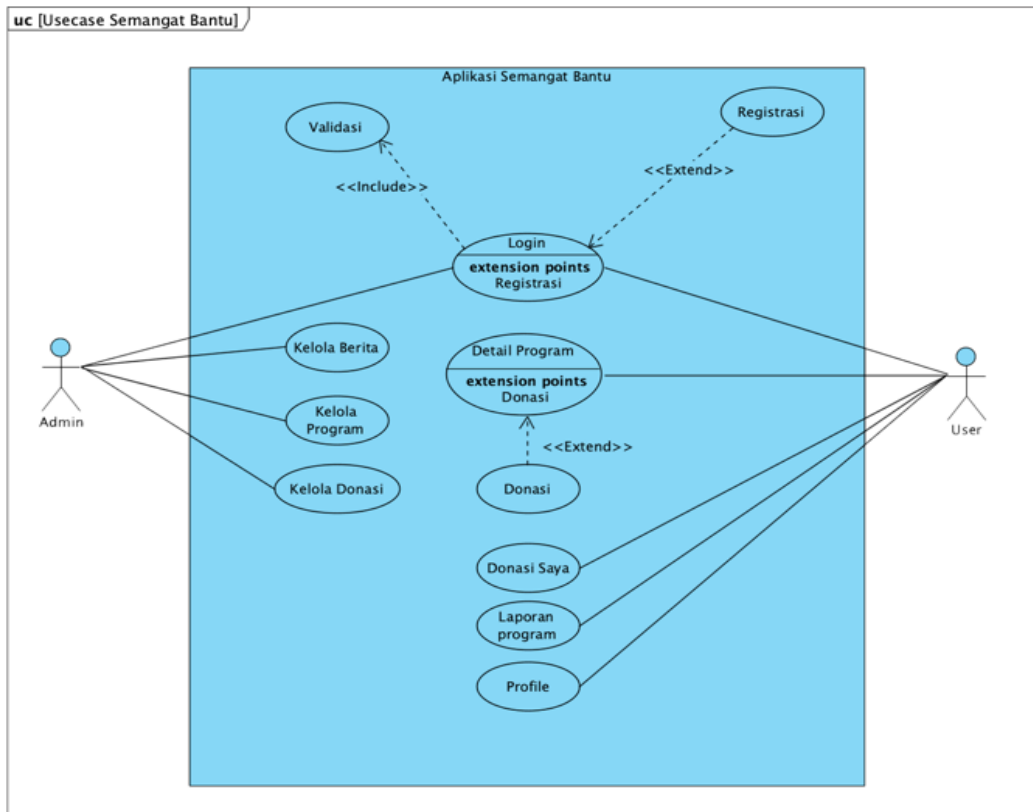 uc [Usecase Semangat Bantu]
Aplikasi Semangat Bantu
Validasi
Registrasi
<<Include>>
<<Extend>>
Login
extension points
Registrasi
Kelola Berita
Detail Program
extension points
Donasi
Kelola
Program
Admin
User
<<Extend>>
Kelola Donasi
Donasi
Donasi Saya
Laporan
program
Profile